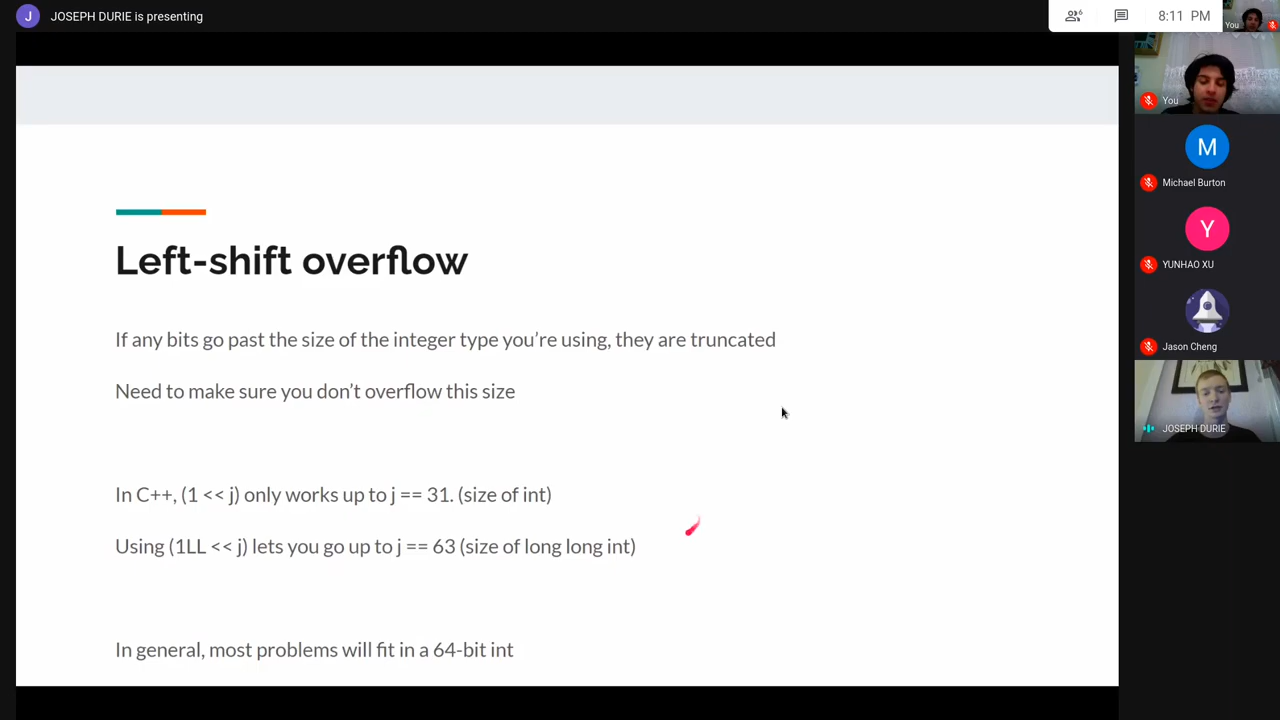 J JOSEPH DURIE is presenting
6
8:11 PM
You
Left-shift overflow
If any bits go past the size of the integer type you're using, they are truncated
Need to make sure you don't overflow this size
In C++, (1 << j) only works up to j == 31. (size of int)
Using (1LL << j) lets you go up to j == 63 (size of long long int)
In general, most problems will fit in a 64-bit int
You
M
Michael Burton
Y
YUNHAO XU
Jason Cheng
JOSEPH DURIE